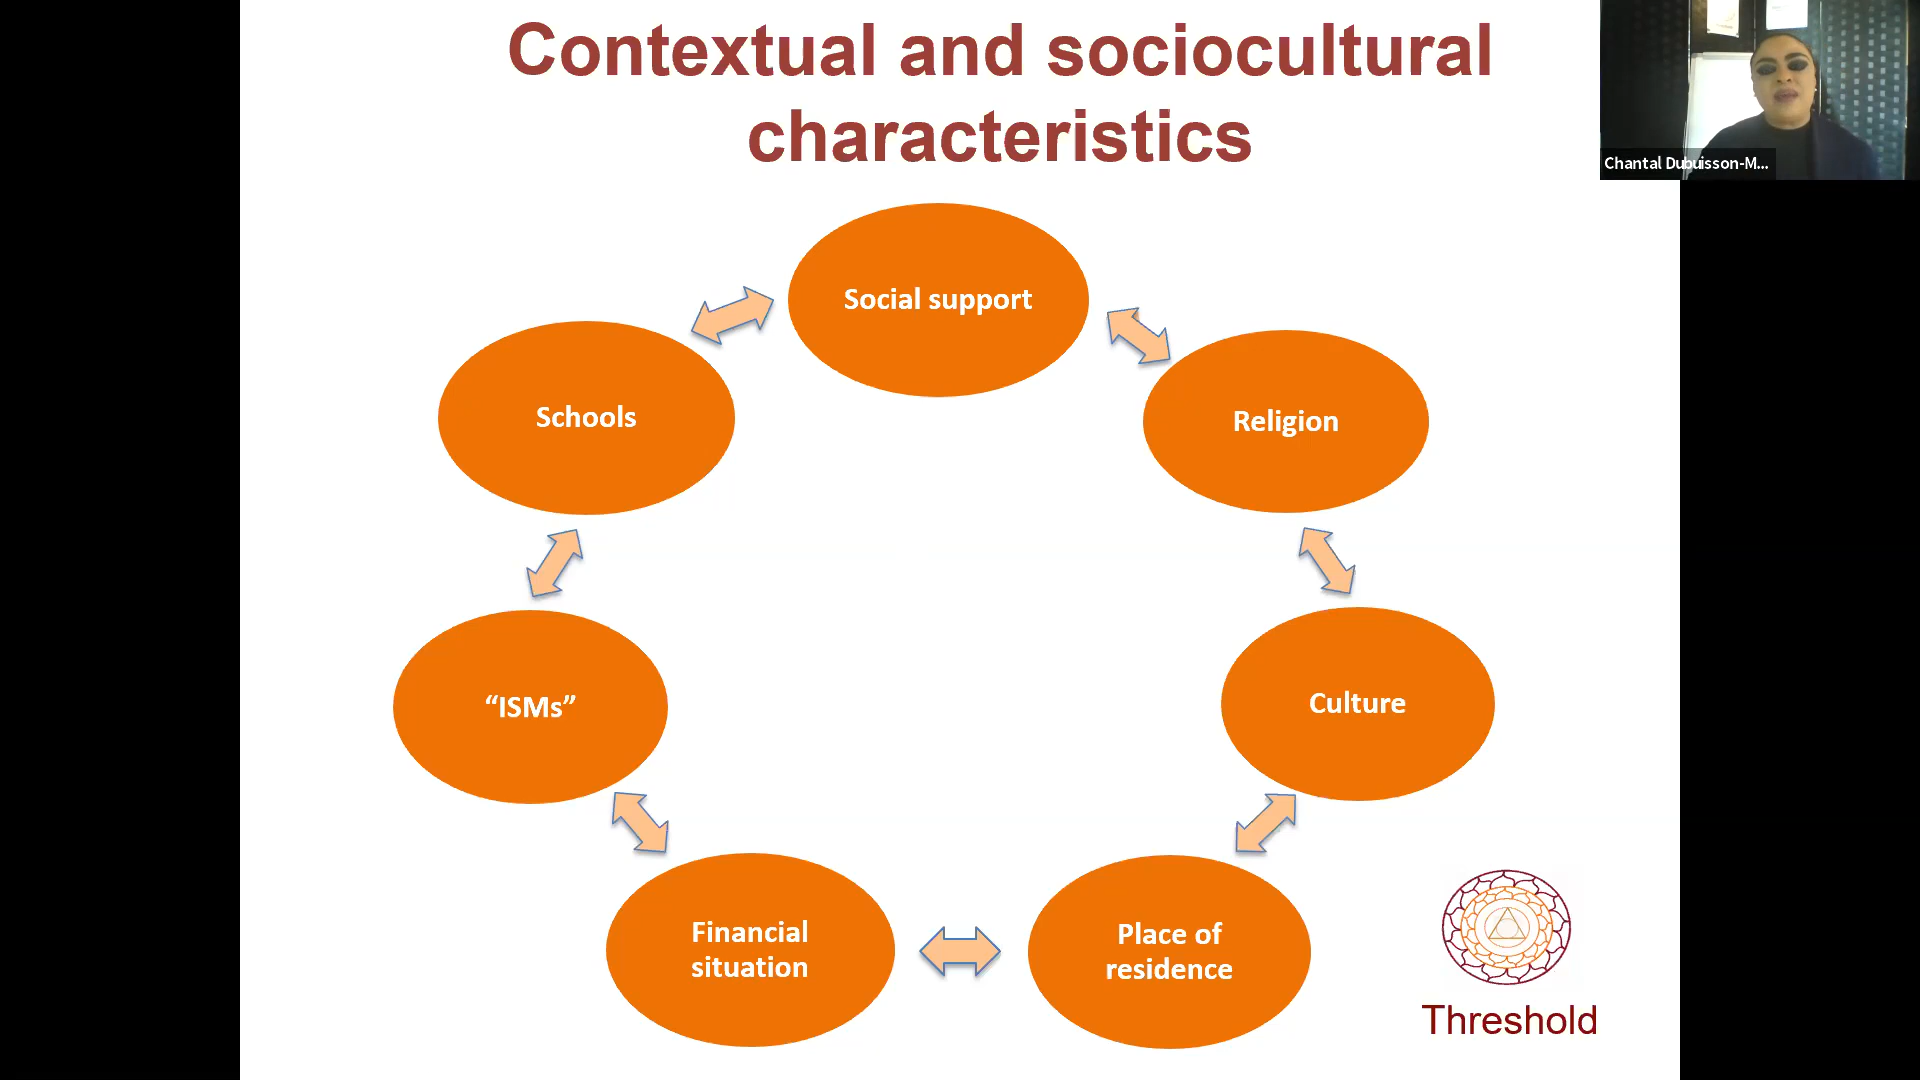 Contextual and sociocultural
characteristics
Chantal Dubuisson-M...
Social support
Schools
Religion
“ISMs”
Culture
Financial
situation
Place of
residence
Threshold